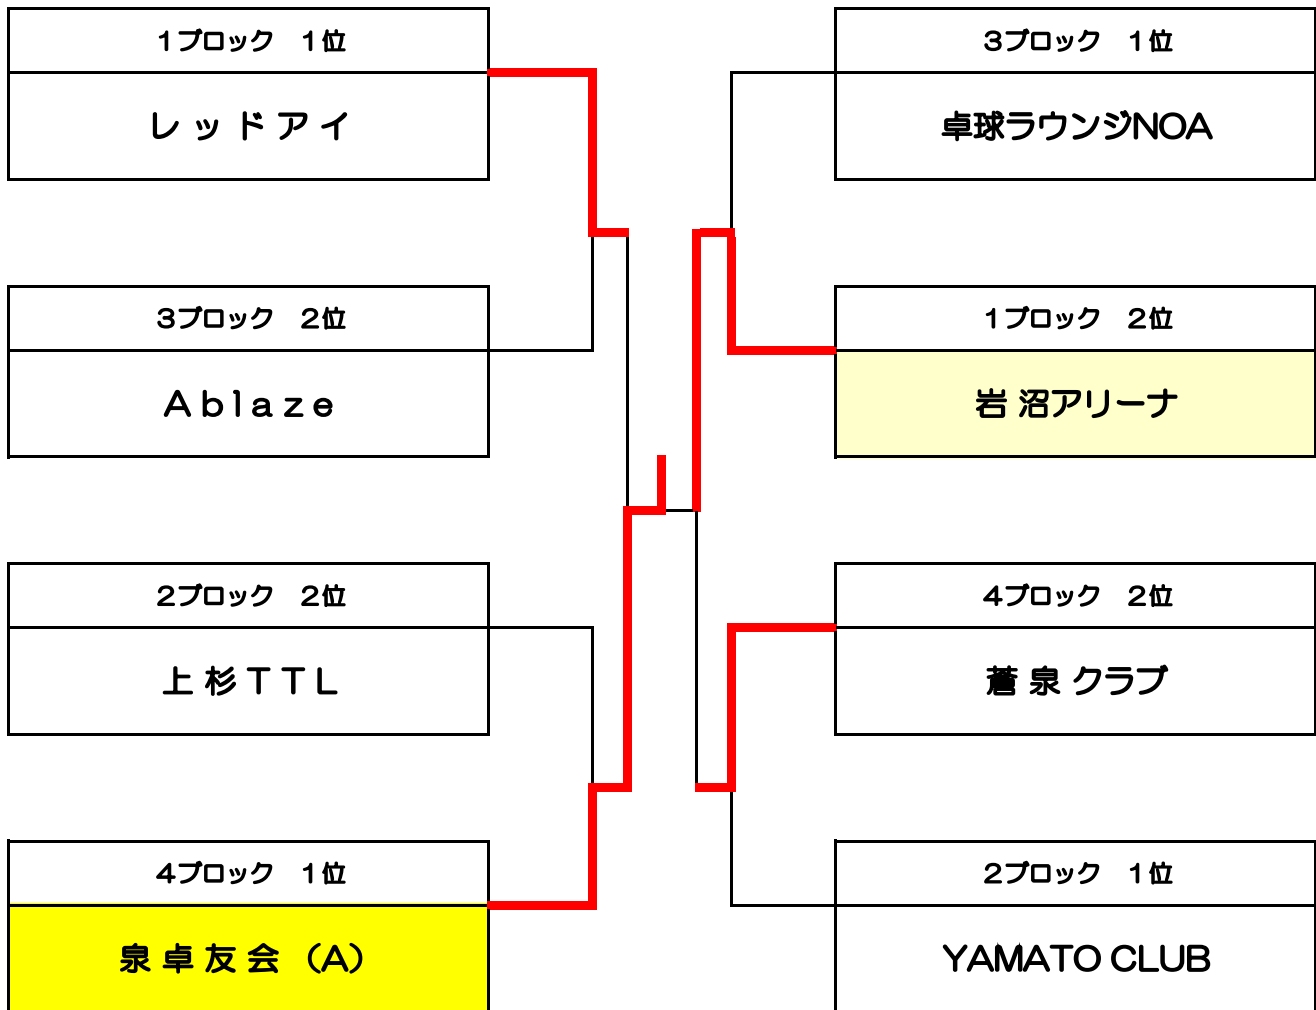 1ブロック　1位
レッドアイ
3ブロック　2位
Ablaze
2ブロック　2位
上杉TTL
4ブロック　1位
泉卓友会（A）
3ブロック　1位
卓球ラウンジNOA
1ブロック　2位
岩沼アリーナ
4ブロック　2位
蒼泉クラブ
2ブロック　1位
YAMATO CLUB